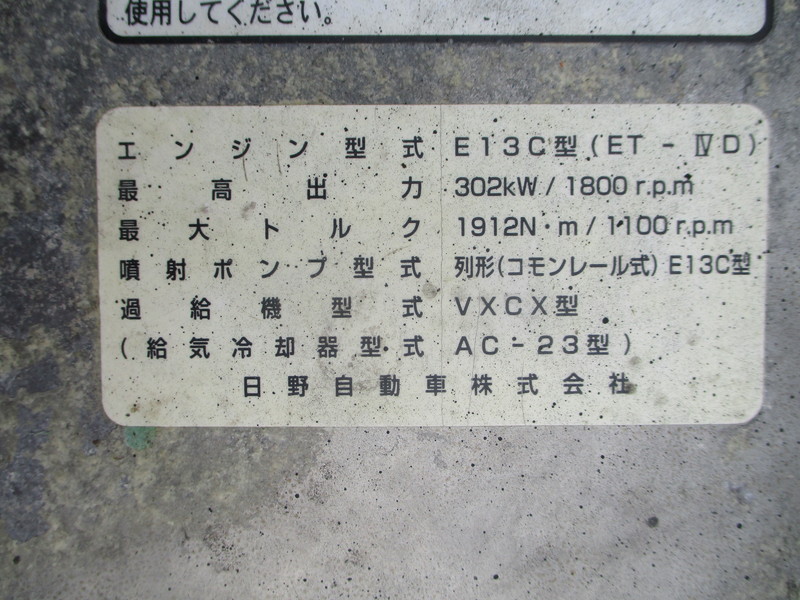 使用してください。
エンジン型式 E13C型(ET-ⅣD)
最高出力 302kW/1800r.p.m
最大トルク 1912N・m/1100r.p.m
噴射ポンプ型式 列形(コモンレール式)E13C型
過給機型式 VXCX型
(給気冷却器型式 AC-23型)
日野自動車株式会社